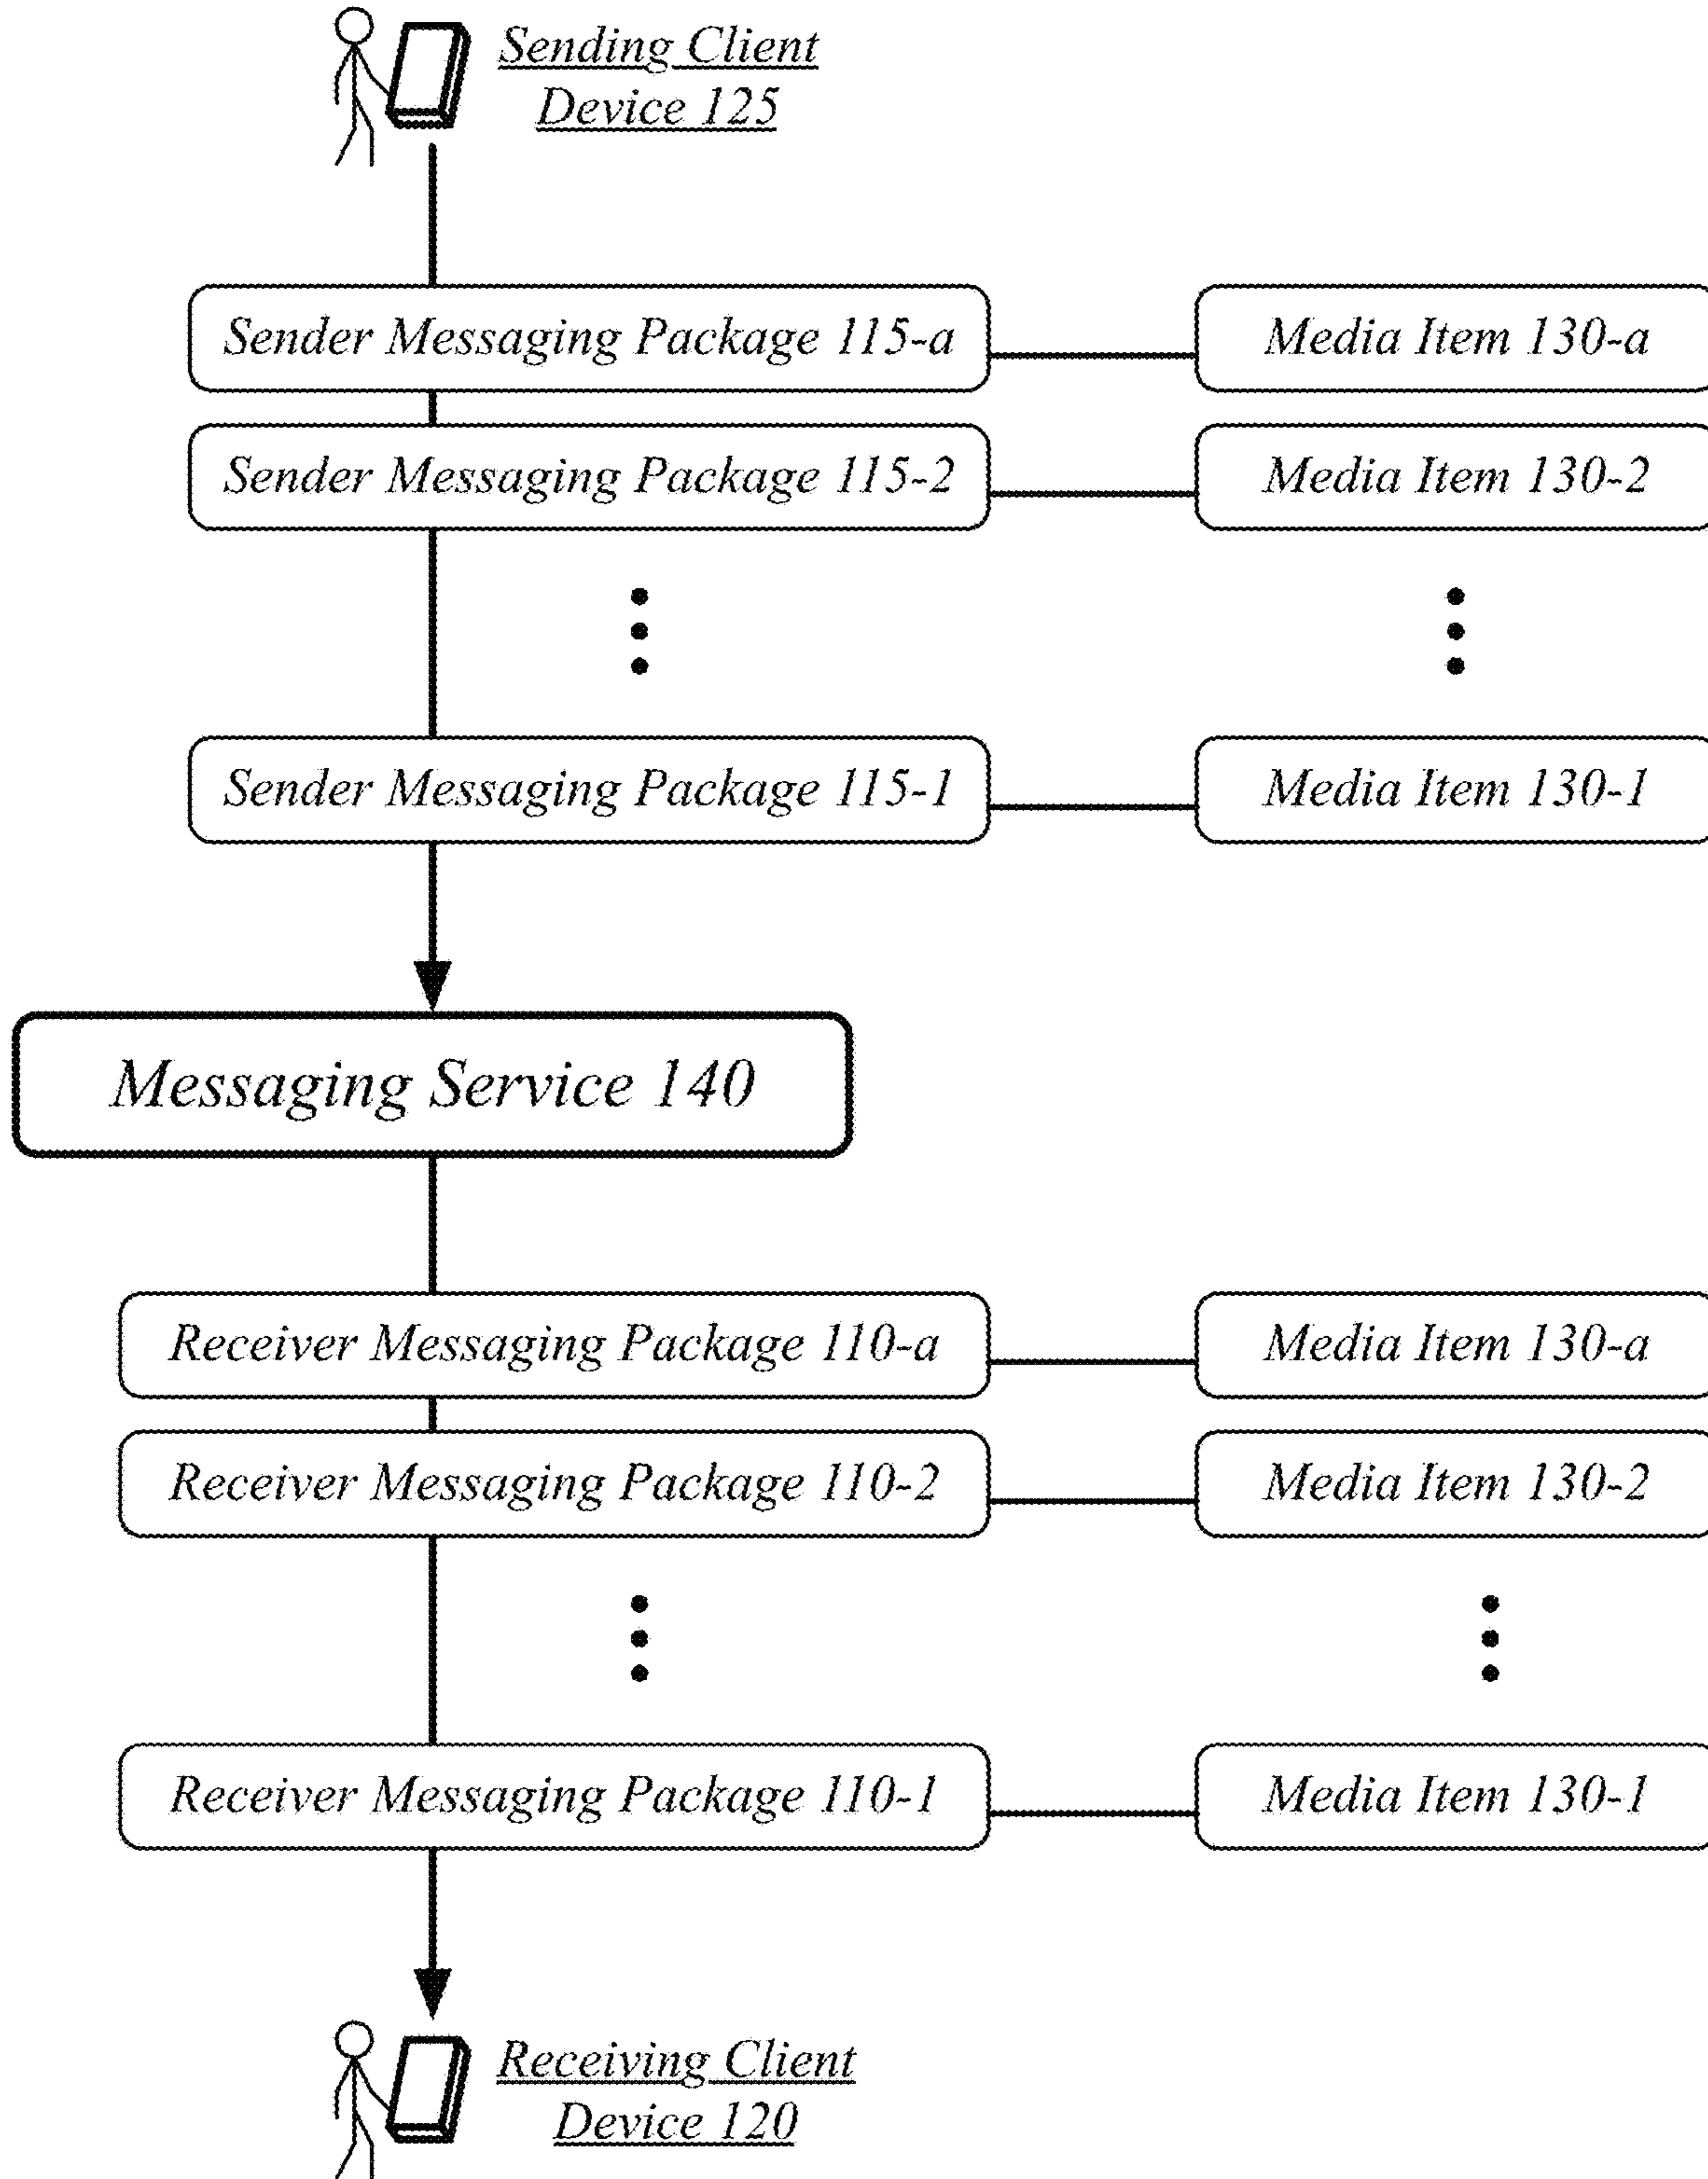 Sending Client
Device 125
Sender Messaging Package 115-a
Media Item 130-a
Sender Messaging Package 115-2
Media Item 130-2
Sender Messaging Package 115-1
Media Item 130-1
Messaging Service 140
Receiver Messaging Package 110-a
Media Item 130-a
Receiver Messaging Package 110-2
Media Item 130-2
Receiver Messaging Package 110-1
Media Item 130-1
Receiving Client
Device 120